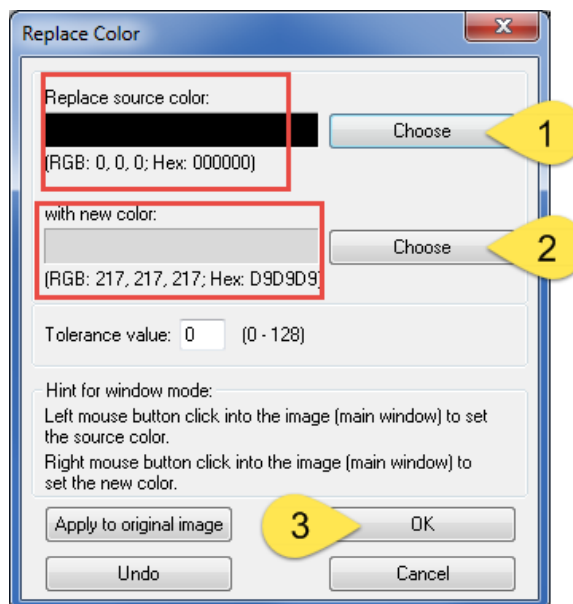 Replace Color
Replace source color:
Choose
1
(RGB: 0, 0, 0; Hex: 000000)
with new color:
Choose
2
(RGB: 217, 217, 217; Hex: D9D9D9)
Tolerance value: 0 (0 - 128)
Hint for window mode:
Left mouse button click into the image (main window) to set
the source color.
Right mouse button click into the image (main window) to
set the new color.
Apply to original image
3
OK
Undo
Cancel